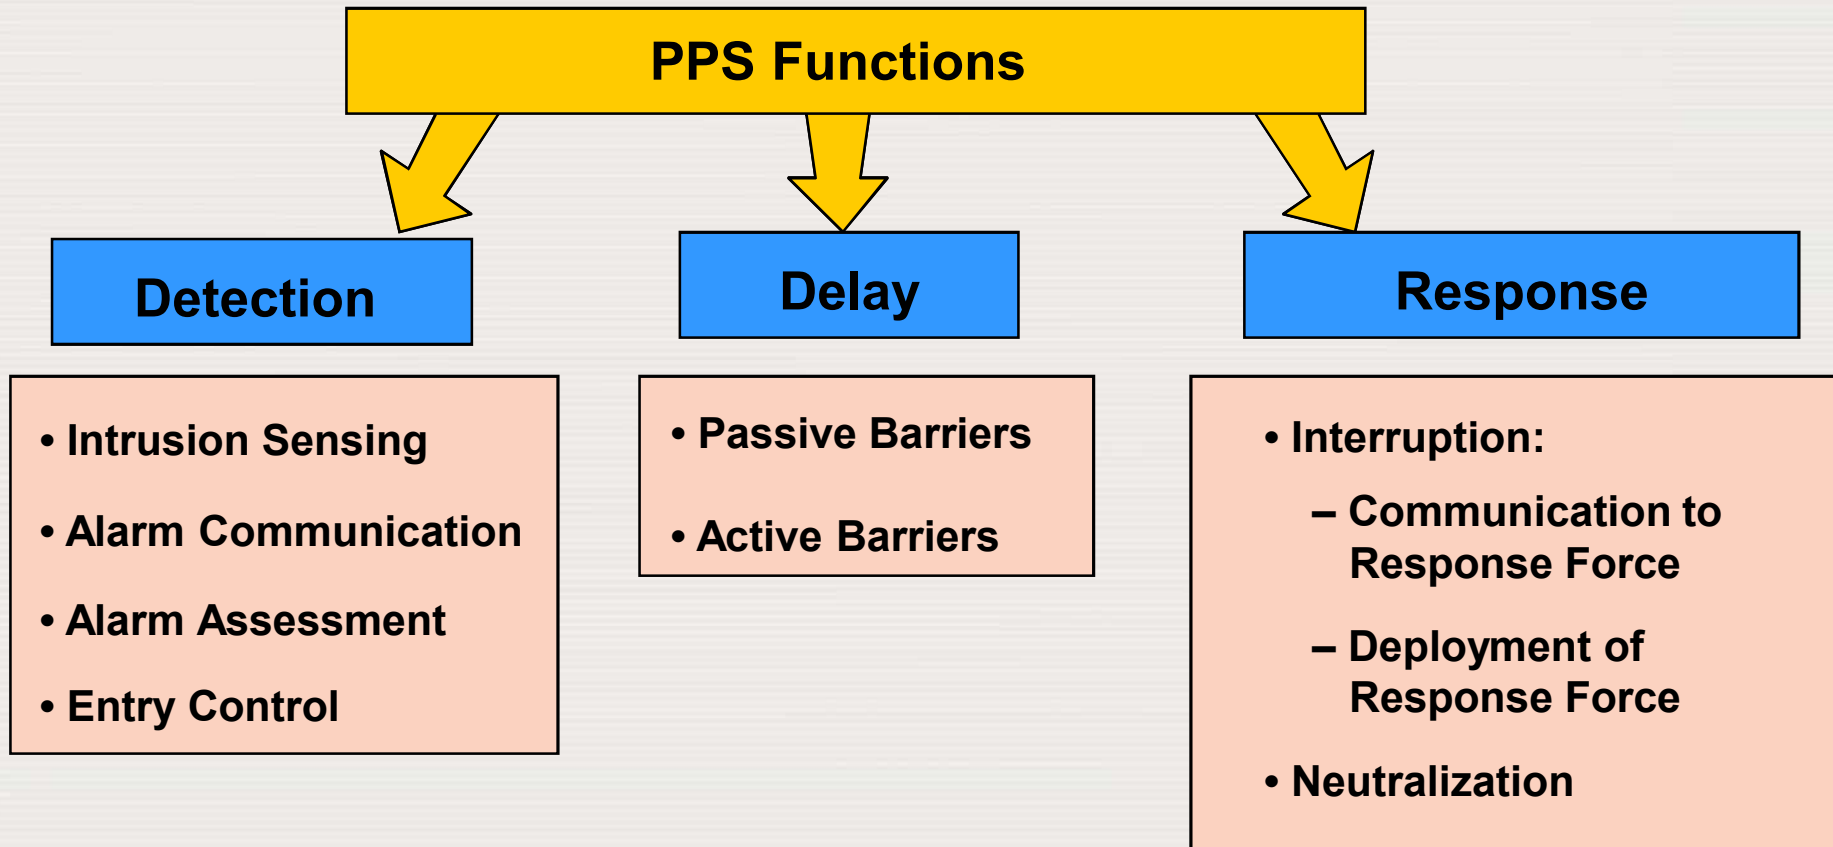 PPS Functions
Detection
• Intrusion Sensing
• Alarm Communication
• Alarm Assessment
• Entry Control
Delay
• Passive Barriers
• Active Barriers
Response
• Interruption:
– Communication to
Response Force
– Deployment of
Response Force
• Neutralization